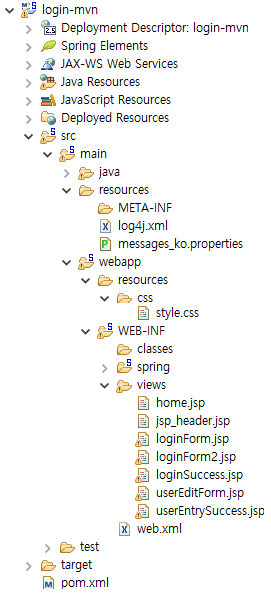 login-mvn
Deployment Descriptor: login-mvn
Spring Elements
JAX-WS Web Services
Java Resources
JavaScript Resources
Deployed Resources
src
main
java
resources
META-INF
log4j.xml
messages_ko.properties
webapp
resources
css
style.css
WEB-INF
classes
spring
views
home.jsp
jsp_header.jsp
loginForm.jsp
loginForm2.jsp
loginSuccess.jsp
userEditForm.jsp
userEntrySuccess.jsp
web.xml
test
target
pom.xml